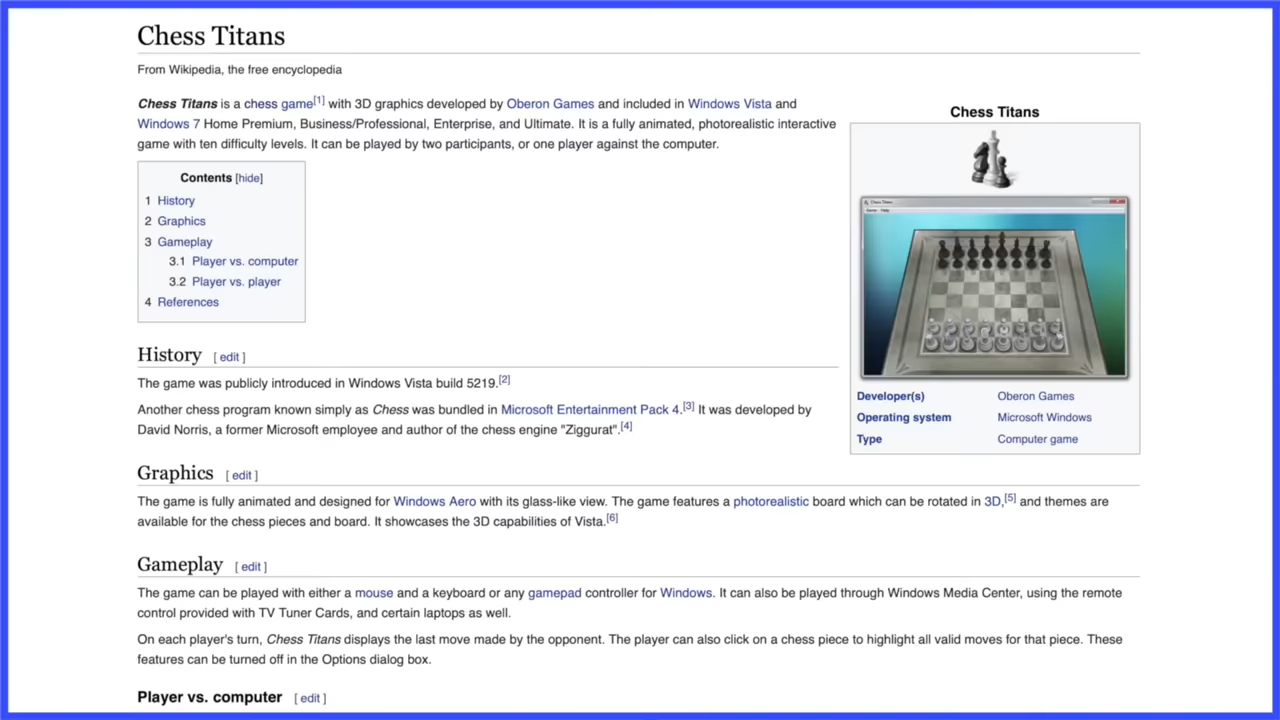 Chess Titans
From Wikipedia, the free encyclopedia
Chess Titans is a chess game[1] with 3D graphics developed by Oberon Games and included in Windows Vista and
Windows 7 Home Premium, Business/Professional, Enterprise, and Ultimate. It is a fully animated, photorealistic interactive
game with ten difficulty levels. It can be played by two participants, or one player against the computer.
Contents [hide]
1 History
2 Graphics
3 Gameplay
3.1 Player vs. computer
3.2 Player vs. player
4 References
Chess Titans
Chess Titans
Game Help
Developer(s) Oberon Games
Operating system Microsoft Windows
Type Computer game
History [ edit ]
The game was publicly introduced in Windows Vista build 5219.[2]
Another chess program known simply as Chess was bundled in Microsoft Entertainment Pack 4.[3] It was developed by
David Norris, a former Microsoft employee and author of the chess engine "Ziggurat".[4]
Graphics [ edit ]
The game is fully animated and designed for Windows Aero with its glass-like view. The game features a photorealistic board which can be rotated in 3D,[5] and themes are
available for the chess pieces and board. It showcases the 3D capabilities of Vista.[6]
Gameplay [ edit ]
The game can be played with either a mouse and a keyboard or any gamepad controller for Windows. It can also be played through Windows Media Center, using the remote
control provided with TV Tuner Cards, and certain laptops as well.
On each player's turn, Chess Titans displays the last move made by the opponent. The player can also click on a chess piece to highlight all valid moves for that piece. These
features can be turned off in the Options dialog box.
Player vs. computer [ edit ]